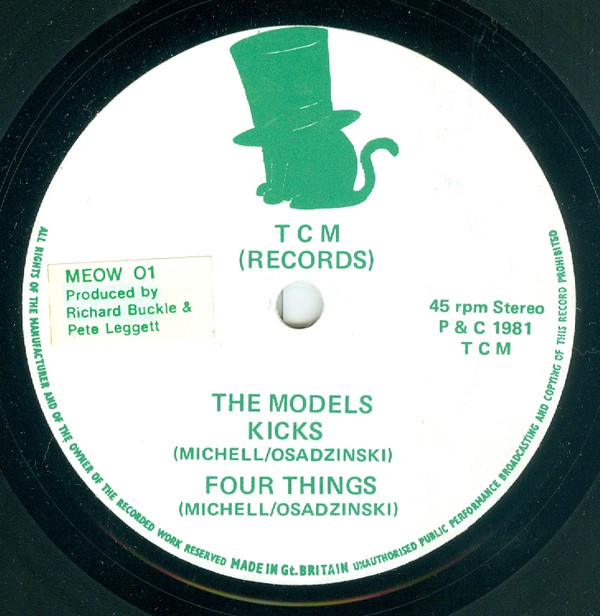 T C M
(RECORDS)
MEOW 01
Produced by
Richard Buckle &
Pete Leggett
45 rpm Stereo
P & C 1981
T C M
THE MODELS
KICKS
(MICHELL/OSADZINSKI)
FOUR THINGS
(MICHELL/OSADZINSKI)
ALL RIGHTS OF THE MANUFACTURER AND OF THE OWNER OF THE RECORDED WORK RESERVED MADE IN Gt. BRITAIN UNAUTHORISED PUBLIC PERFORMANCE BROADCASTING AND COPYING OF THIS RECORD PROHIBITED